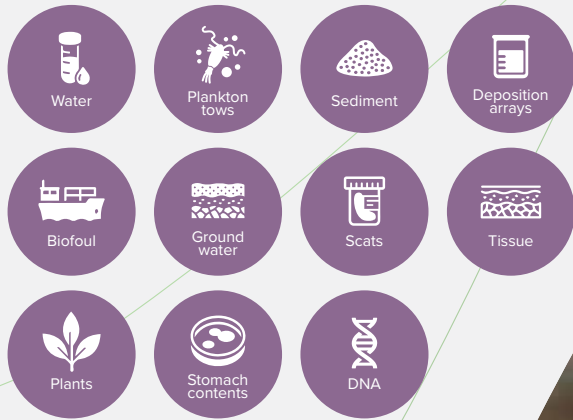 Water
Plankton
tows
Sediment
Deposition
arrays
Biofoul
Ground
water
Scats
Tissue
Plants
Stomach
contents
DNA